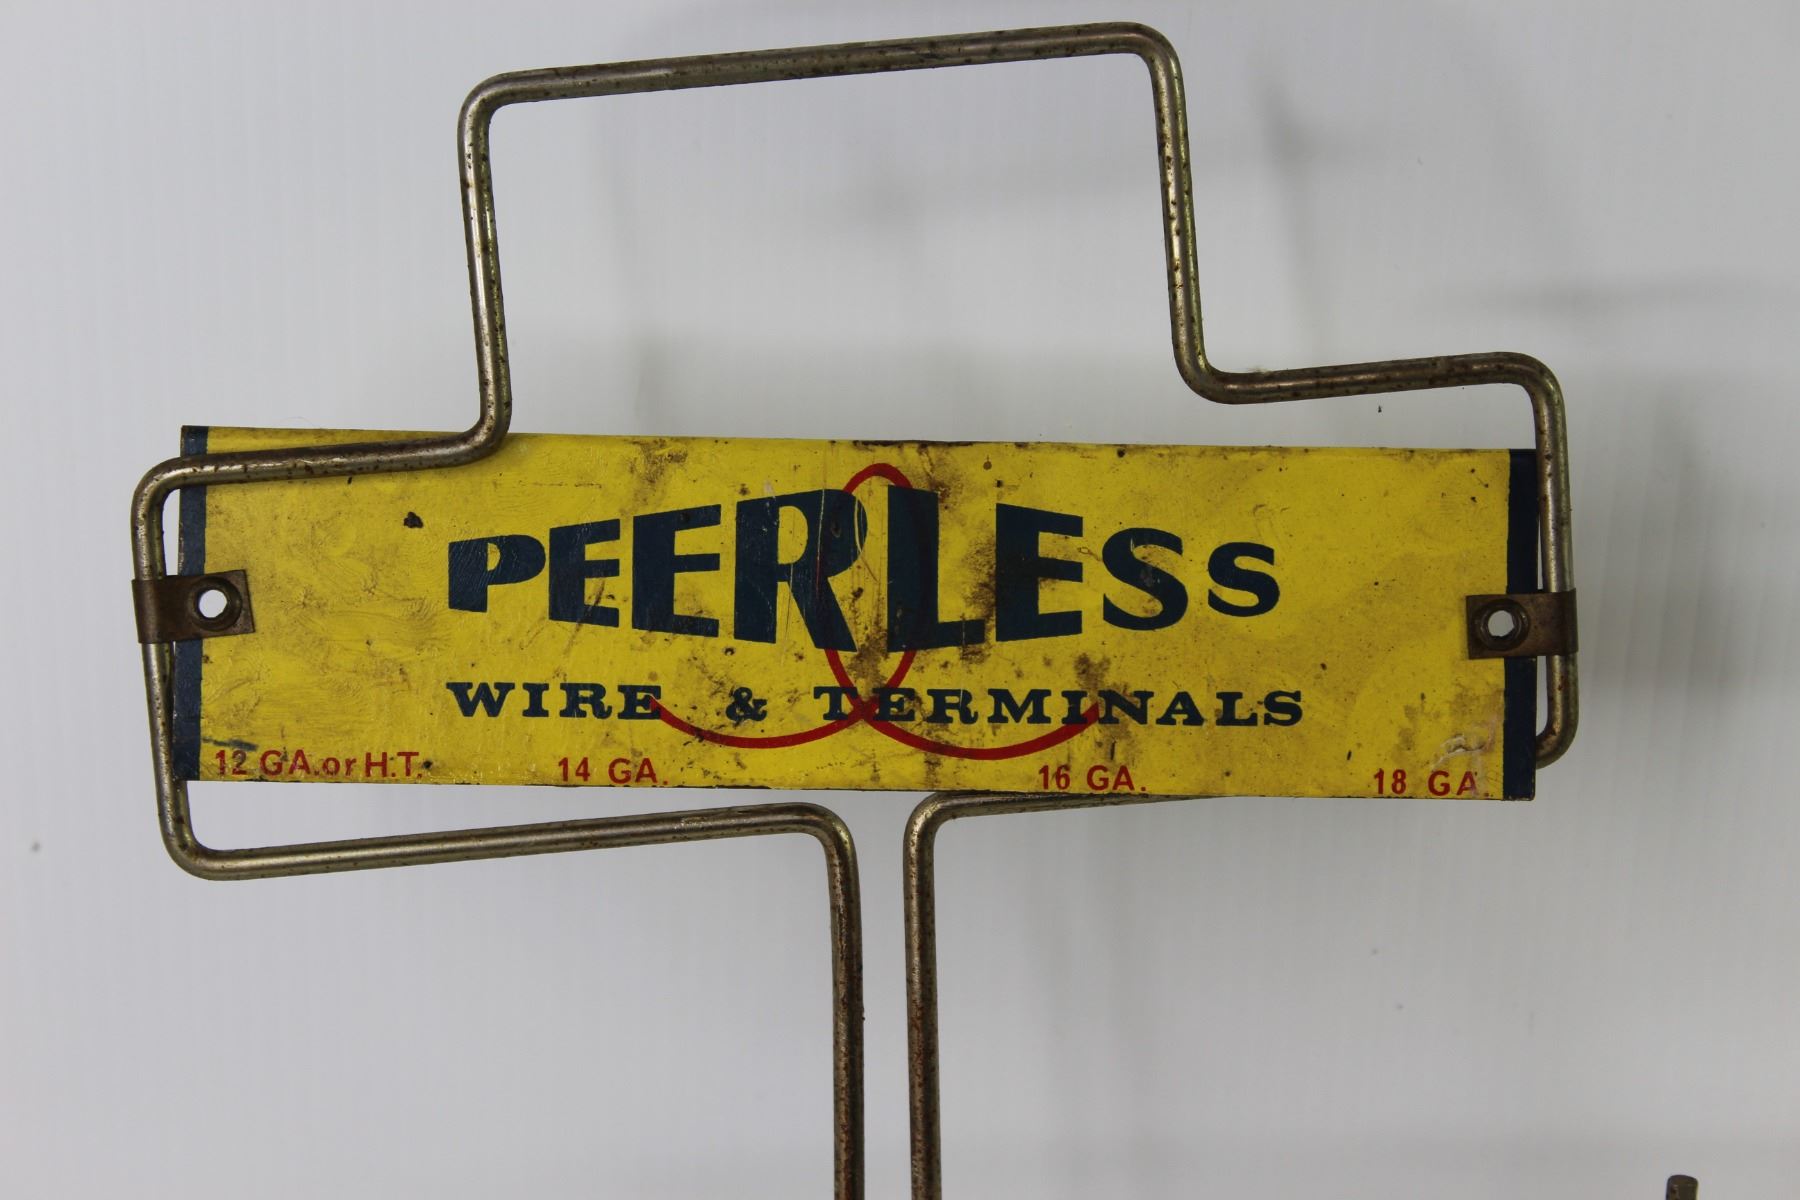 PEERLESS
WIRE & TERMINALS
12 GA. or H.T. 14 GA. 16 GA. 18 GA.